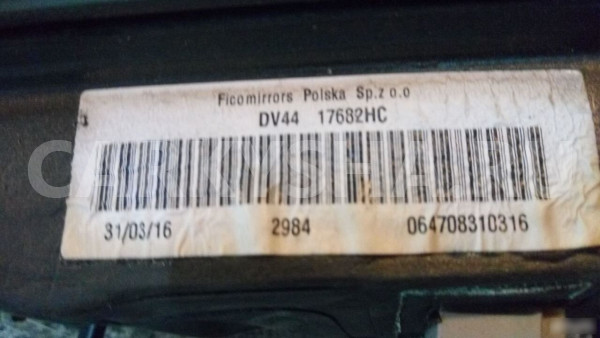 Ficomirrors Polska Sp.z o.o
DV44 17682HC
31/03/16 2984 064708310316